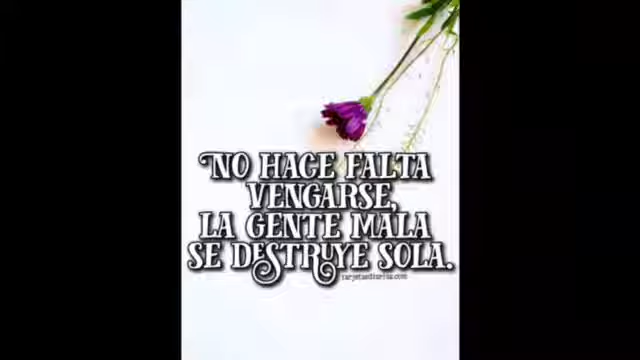 NO HACE FALTA
VENGARSE,
LA GENTE MALA
SE DESTRUYE SOLA.